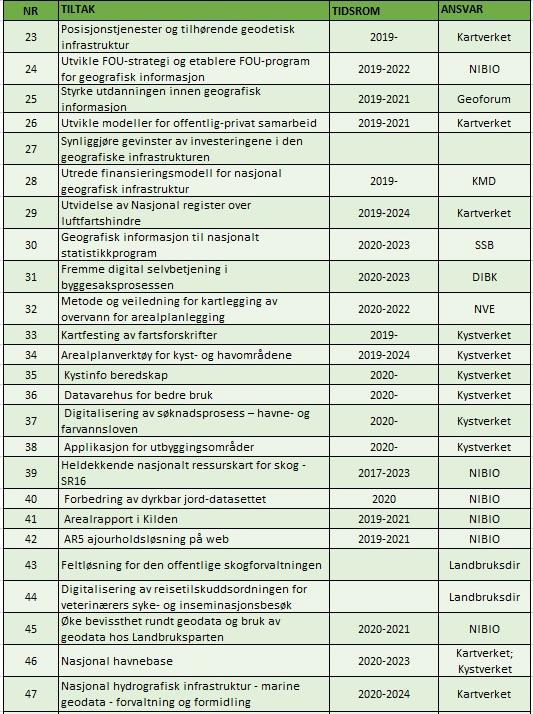 NR TILTAK TIDSROM ANSVAR
23 Posisjonstjenester og tilhørende geodetisk infrastruktur 2019- Kartverket
24 Utvikle FOU-strategi og etablere FOU-program for geografisk informasjon 2019-2022 NIBIO
25 Styrke utdanningen innen geografisk informasjon 2019-2021 Geoforum
26 Utvikle modeller for offentlig-privat samarbeid 2019-2021 Kartverket
27 Synliggjøre gevinster av investeringene i den geografiske infrastrukturen
28 Utrede finansieringsmodell for nasjonal geografisk infrastruktur 2019- KMD
29 Utvidelse av Nasjonal register over luftfartshindre 2019-2024 Kartverket
30 Geografisk informasjon til nasjonalt statistikkprogram 2020-2023 SSB
31 Fremme digital selvbetjening i byggesaksprosessen 2020-2023 DIBK
32 Metode og veiledning for kartlegging av overvann for arealplanlegging 2020-2022 NVE
33 Kartfesting av fartsforskrifter 2019- Kystverket
34 Arealplanverktøy for kyst- og havområdene 2019-2024 Kystverket
35 Kystinfo beredskap 2020- Kystverket
36 Datavarehus for bedre bruk 2020- Kystverket
37 Digitalisering av søknadsprosess – havne- og farvannsloven 2020- Kystverket
38 Applikasjon for utbyggingsområder 2020- Kystverket
39 Heldekkende nasjonalt ressurskart for skog - SR16 2017-2023 NIBIO
40 Forbedring av dyrkbar jord-datasettet 2020 NIBIO
41 Arealrapport i Kilden 2019-2021 NIBIO
42 AR5 ajourholdsløsning på web 2019-2021 NIBIO
43 Feltløsning for den offentlige skogforvaltningen Landbruksdir
44 Digitalisering av reisetilskuddsordningen for veterinærers syke- og inseminasjonsbesøk Landbruksdir
45 Øke bevissthet rundt geodata og bruk av geodata hos Landbruksparten 2020-2021 NIBIO
46 Nasjonal havnebase 2020-2023 Kartverket; Kystverket
47 Nasjonal hydrografisk infrastruktur - marine geodata - forvaltning og formidling 2020-2024 Kartverket